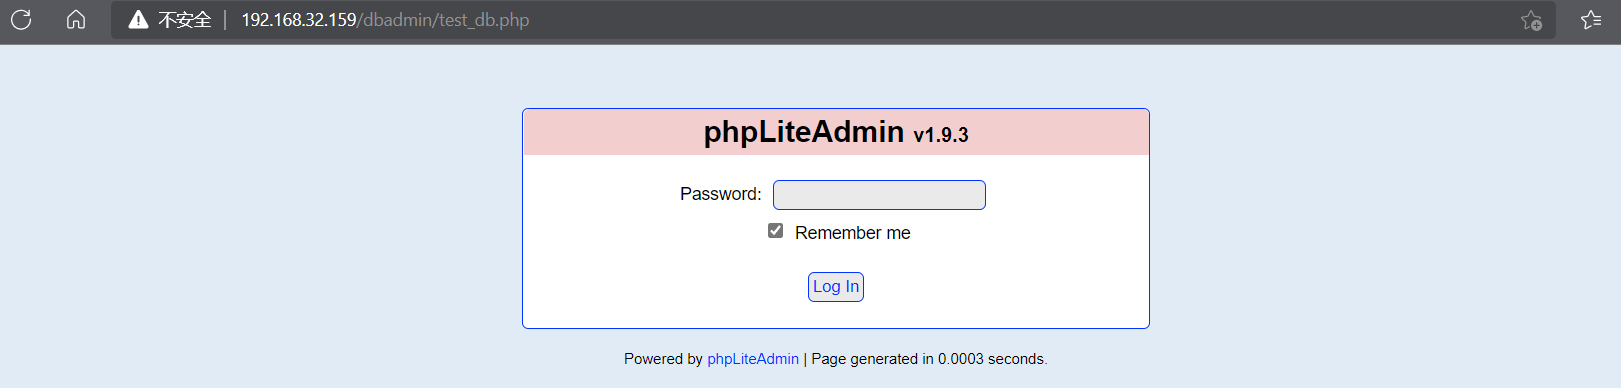 不安全 192.168.32.159/dbadmin/test_db.php
phpLiteAdmin v1.9.3
Password:
Remember me
Log In
Powered by phpLiteAdmin | Page generated in 0.0003 seconds.